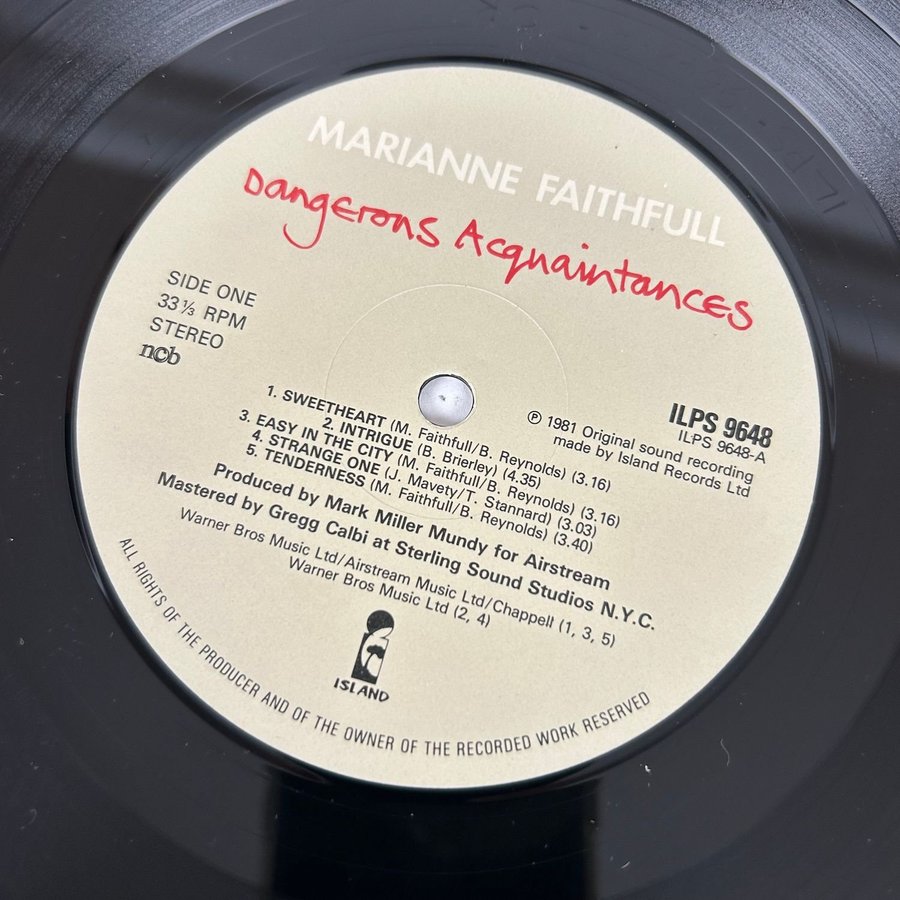 MARIANNE FAITHFULL
Dangerous Acquaintances
SIDE ONE
33⅓ RPM
STEREO
ncb
ILPS 9648
ILPS 9648-A
℗ 1981 Original sound recording
made by Island Records Ltd
1. SWEETHEART (M. Faithfull/B. Reynolds) (3.16)
2. INTRIGUE (B. Brierley) (4.35)
3. EASY IN THE CITY (M. Faithfull/B. Reynolds) (3.16)
4. STRANGE ONE (J. Mavety/T. Stannard) (3.03)
5. TENDERNESS (M. Faithfull/B. Reynolds) (3.40)
Produced by Mark Miller Mundy for Airstream
Mastered by Gregg Calbi at Sterling Sound Studios N.Y.C.
Warner Bros Music Ltd/Airstream Music Ltd/Chappell (1, 3, 5)
Warner Bros Music Ltd (2, 4)
ISLAND
ALL RIGHTS OF THE PRODUCER AND OF THE OWNER OF THE RECORDED WORK RESERVED